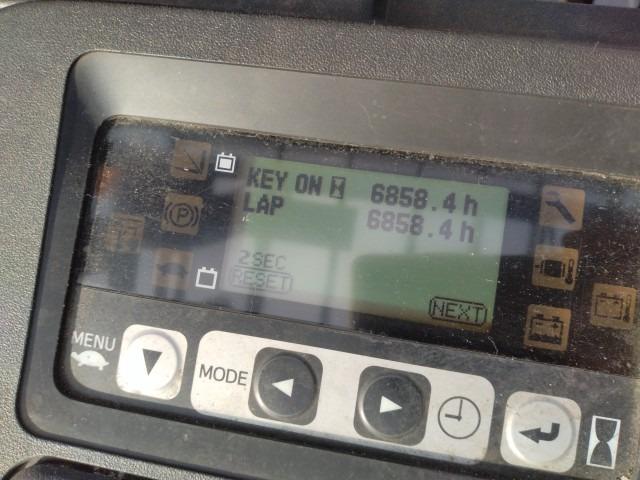 KEY ON 6858.4 h
LAP 6858.4 h
2SEC
RESET
NEXT
MENU
MODE